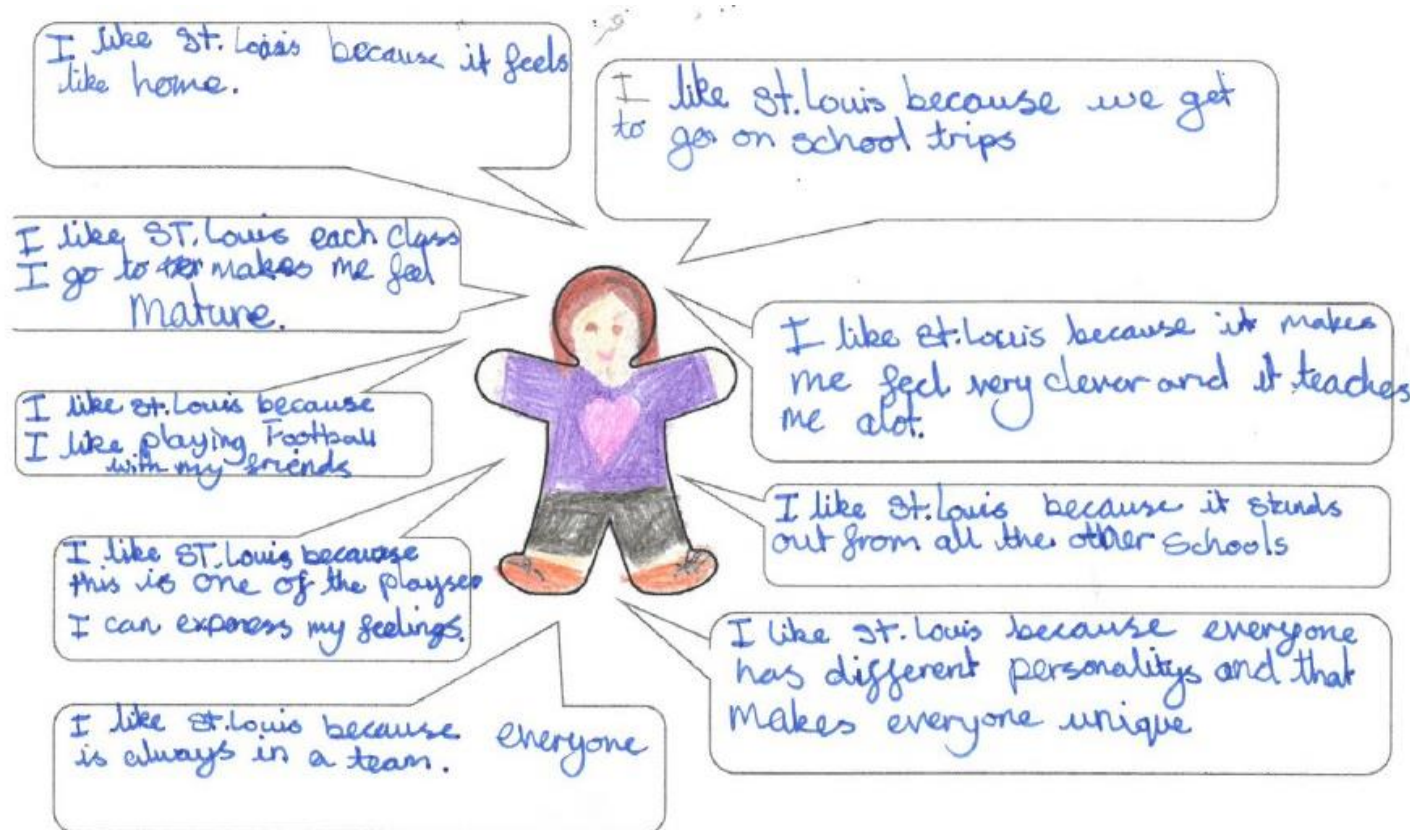 I like St. Louis because it feels
like home.
I like St. Louis because we get
to go on school trips
I like ST. Louis each class
I go to makes me feel
Mature.
I like St. Louis because it makes
me feel very clever and it teaches
me alot.
I like St. Louis because
I like playing Football
with my friends
I like St. Louis because it stands
out from all the other schools
I like ST. Louis because
this is one of the playses
I can express my feelings.
I like St. Louis because everyone
has different personalitys and that
makes everyone unique
I like St. Louis because everyone
is always in a team.